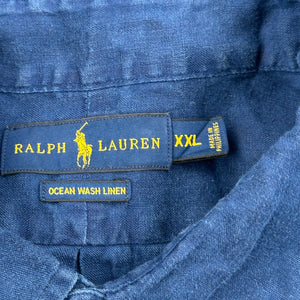 RALPH LAUREN
XXL
MADE IN
PHILIPPINES
OCEAN WASH LINEN